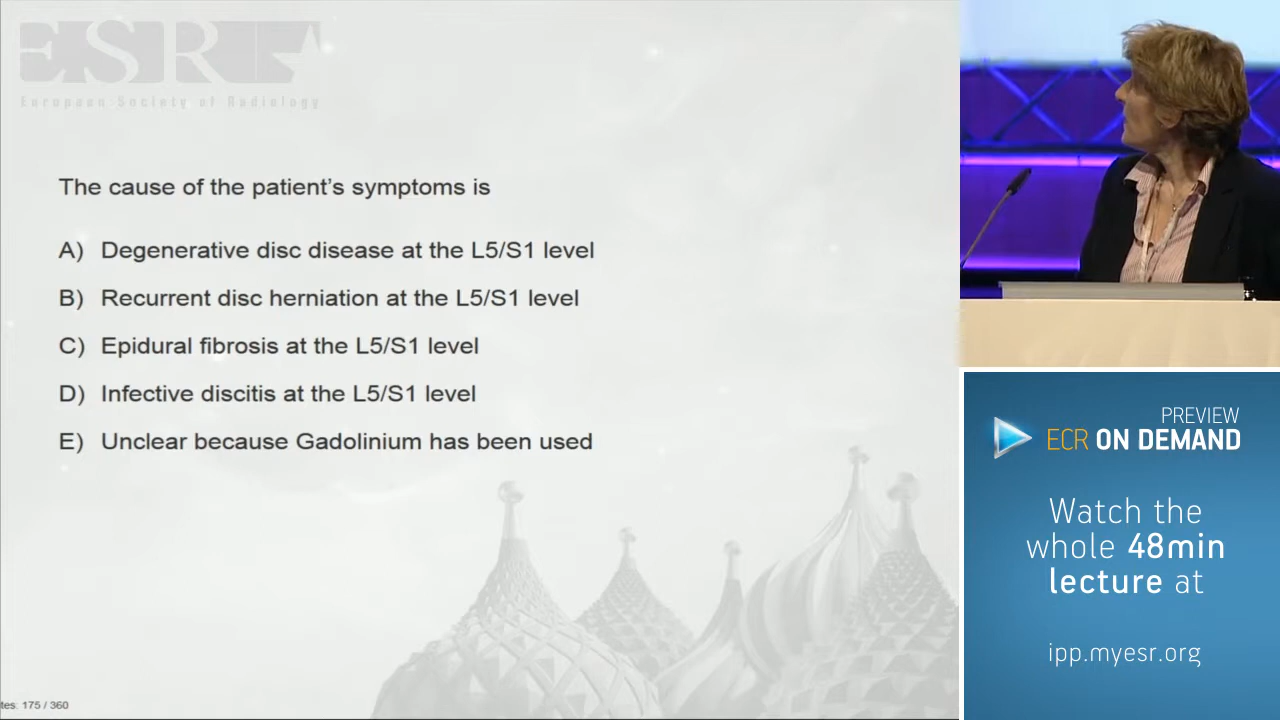 ESR
European Society of Radiology
The cause of the patient's symptoms is
A) Degenerative disc disease at the L5/S1 level
B) Recurrent disc herniation at the L5/S1 level
C) Epidural fibrosis at the L5/S1 level
D) Infective discitis at the L5/S1 level
E) Unclear because Gadolinium has been used
tes: 175 / 360
PREVIEW
ECR ON DEMAND
Watch the
whole 48min
lecture at
ipp.myesr.org